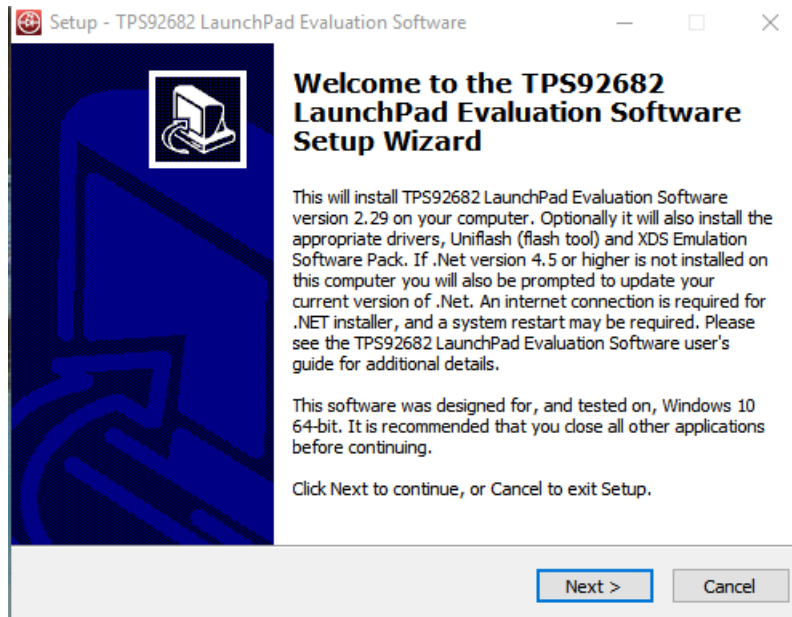 Setup - TPS92682 LaunchPad Evaluation Software
Welcome to the TPS92682
LaunchPad Evaluation Software
Setup Wizard
This will install TPS92682 LaunchPad Evaluation Software
version 2.29 on your computer. Optionally it will also install the
appropriate drivers, Uniflash (flash tool) and XDS Emulation
Software Pack. If .Net version 4.5 or higher is not installed on
this computer you will also be prompted to update your
current version of .Net. An internet connection is required for
.NET installer, and a system restart may be required. Please
see the TPS92682 LaunchPad Evaluation Software user's
guide for additional details.
This software was designed for, and tested on, Windows 10
64-bit. It is recommended that you close all other applications
before continuing.
Click Next to continue, or Cancel to exit Setup.
Next >
Cancel